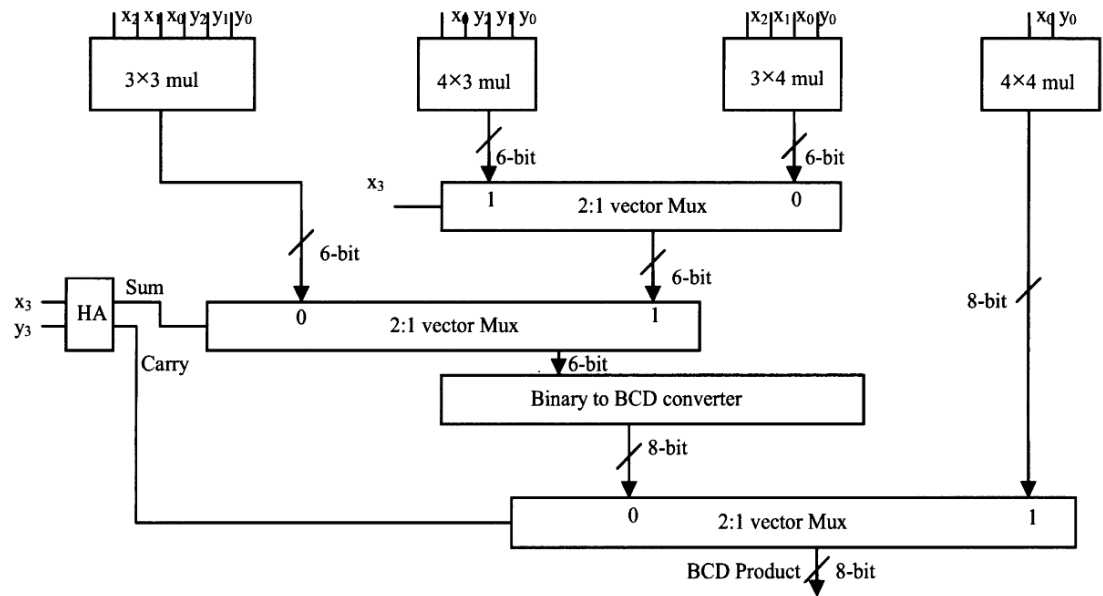 x₂ x₁ x₀ y₂ y₁ y₀
x₀ y₂ y₁ y₀
x₂ x₁ x₀ y₀
x₀ y₀
3×3 mul
4×3 mul
3×4 mul
4×4 mul
6-bit
6-bit
x₃
1
2:1 vector Mux
0
6-bit
6-bit
8-bit
x₃
y₃
HA
Sum
Carry
0
2:1 vector Mux
1
6-bit
Binary to BCD converter
8-bit
0
2:1 vector Mux
1
BCD Product
8-bit